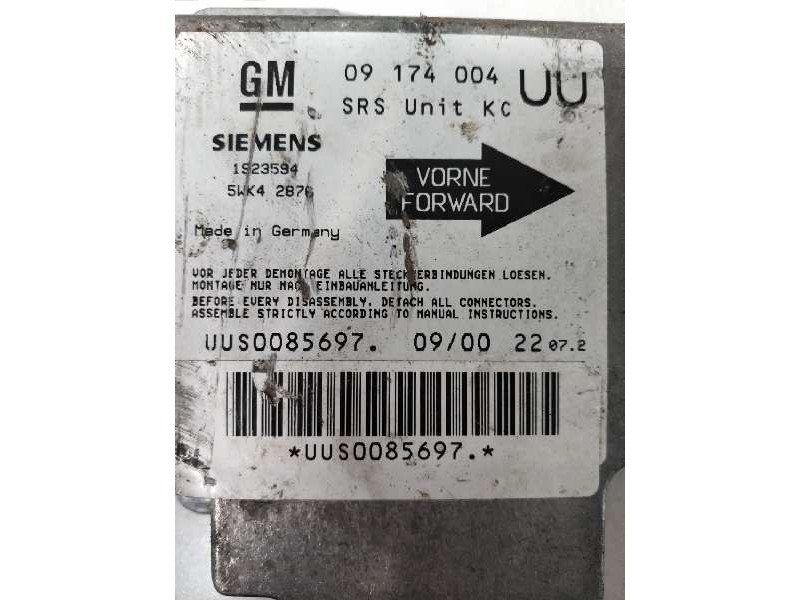 GM
09 174 004 UU
SRS Unit KC
SIEMENS
1S23594
5WK4 2876
VORNE
FORWARD
Made in Germany
VOR JEDER DEMONTAGE ALLE STECKVERBINDUNGEN LOESEN.
MONTAGE NUR NACH EINBAUANLEITUNG.
BEFORE EVERY DISASSEMBLY, DETACH ALL CONNECTORS.
ASSEMBLE STRICTLY ACCORDING TO MANUAL INSTRUCTIONS.
UUS0085697. 09/00 22 07.2
*UUS0085697.*